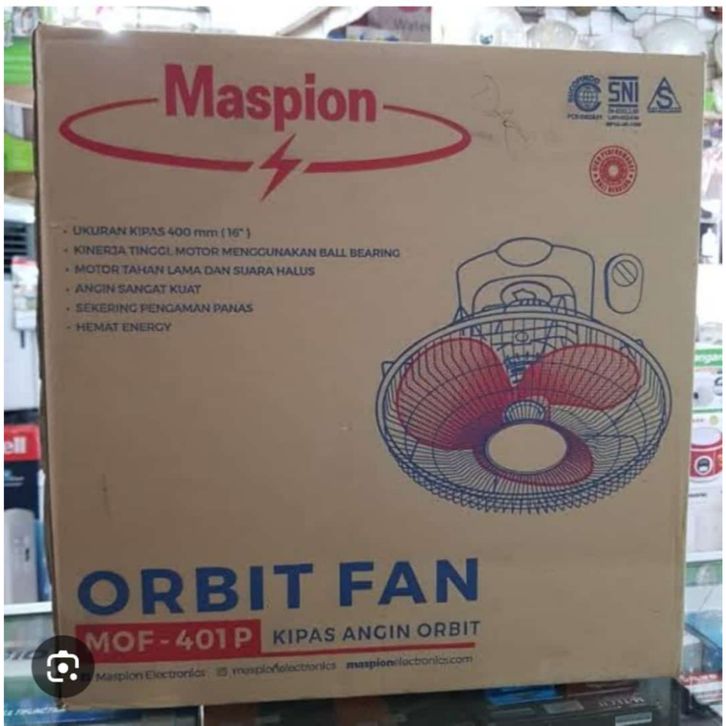 Maspion
SNI
S
• UKURAN KIPAS 400 mm ( 16" )
• KINERJA TINGGI, MOTOR MENGGUNAKAN BALL BEARING
• MOTOR TAHAN LAMA DAN SUARA HALUS
• ANGIN SANGAT KUAT
• SEKERING PENGAMAN PANAS
• HEMAT ENERGY
ORBIT FAN
MOF - 401 P KIPAS ANGIN ORBIT
Maspion Electronics maspionelectronics maspionelectronics.com